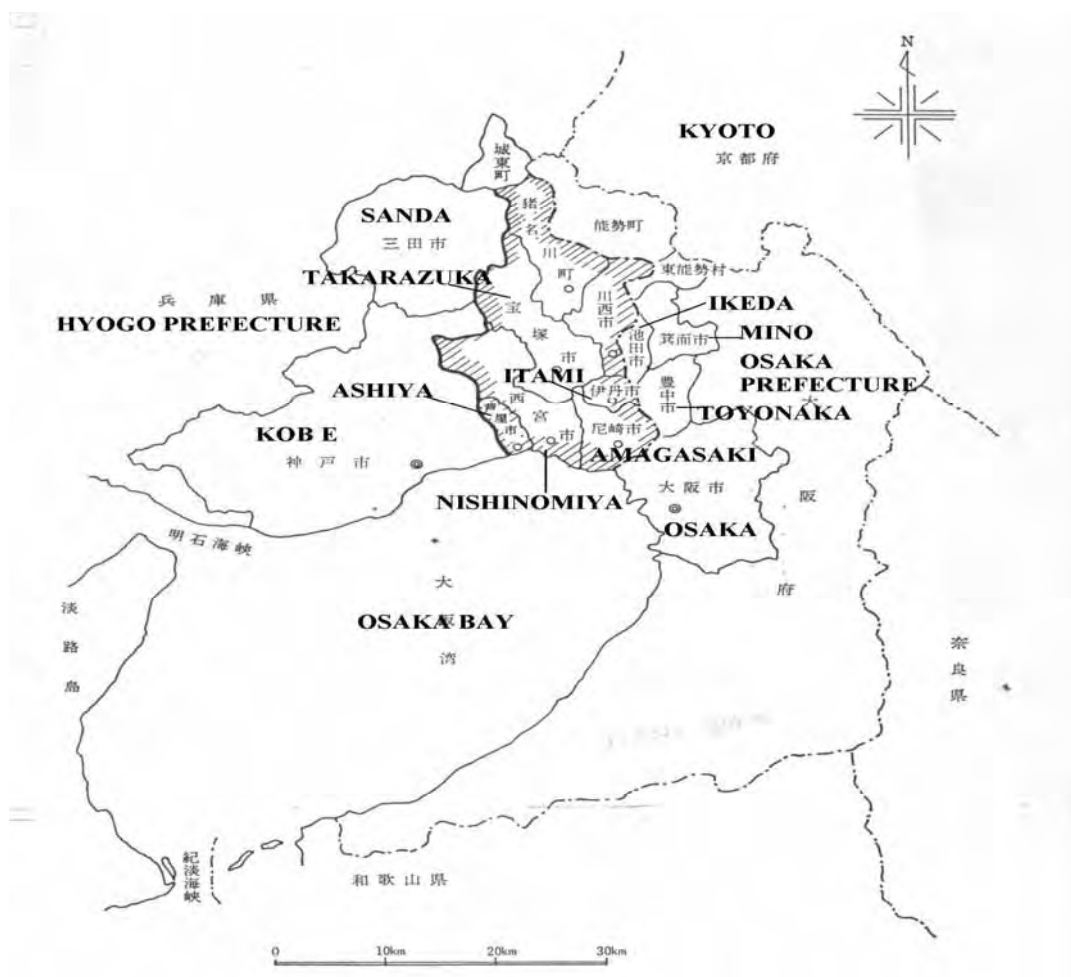 N
KYOTO
京都府
城東町
SANDA
三田市
猪名川町
能勢町
東能勢村
TAKARAZUKA
兵庫県
HYOGO PREFECTURE
宝塚市
川西市
IKEDA
池田市
MINO
箕面市
OSAKA
PREFECTURE
大阪府
ITAMI
伊丹市
豊中市
TOYONAKA
ASHIYA
芦屋市
西宮市
尼崎市
AMAGASAKI
KOB E
神戸市
NISHINOMIYA
大阪市
OSAKA
明石海峡
大阪湾
OSAKA BAY
淡路島
奈良県
紀淡海峡
和歌山県
0 10km 20km 30km